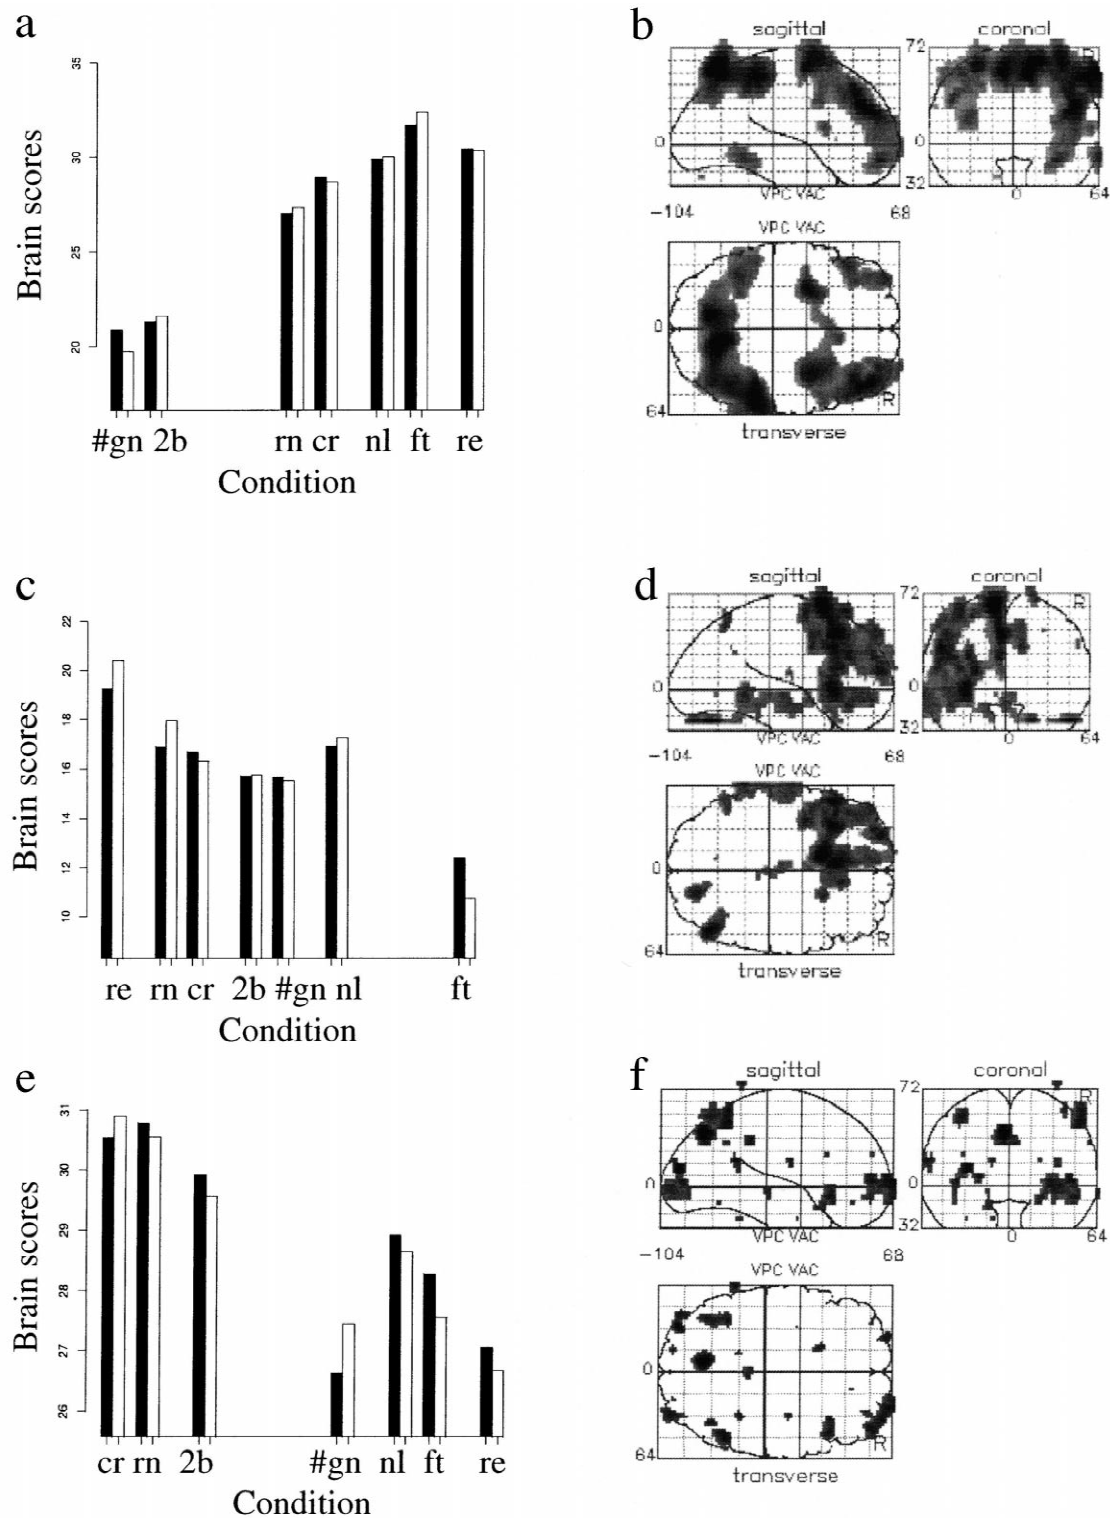 a
Brain scores
35
30
25
20
#gn 2b rn cr nl ft re
Condition
b
sagittal coronal
72
R
0 0
32
VPC VAC 0 64
-104 68
VPC VAC
0
R
64
transverse
c
Brain scores
22
20
18
16
14
12
10
re rn cr 2b #gn nl ft
Condition
d
sagittal coronal
72
R
0 0
32
VPC VAC 0 64
-104 68
VPC VAC
0
R
64
transverse
e
Brain scores
31
30
29
28
27
26
cr rn 2b #gn nl ft re
Condition
f
sagittal coronal
72
R
0 0
32
VPC VAC 0 64
-104 68
VPC VAC
0
R
64
transverse